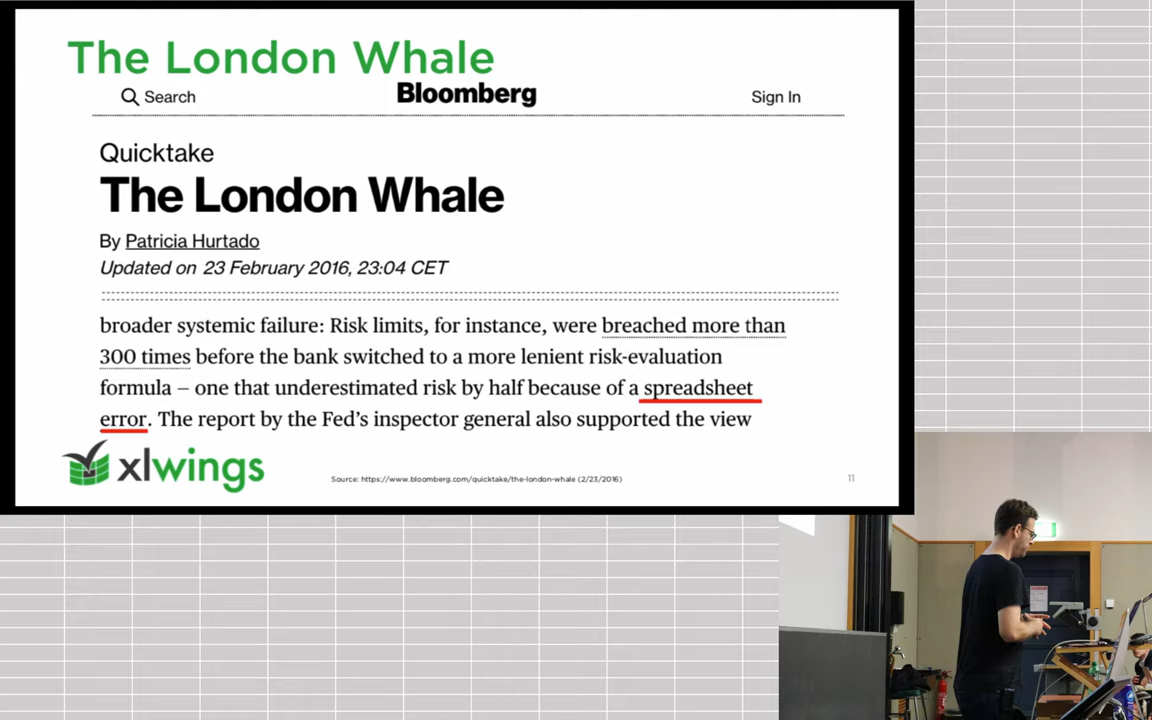 The London Whale
Search
Bloomberg
Sign In
Quicktake
The London Whale
By Patricia Hurtado
Updated on 23 February 2016, 23:04 CET
broader systemic failure: Risk limits, for instance, were breached more than
300 times before the bank switched to a more lenient risk-evaluation
formula – one that underestimated risk by half because of a spreadsheet
error. The report by the Fed's inspector general also supported the view
xlwings
Source: https://www.bloomberg.com/quicktake/the-london-whale (2/23/2016)
11